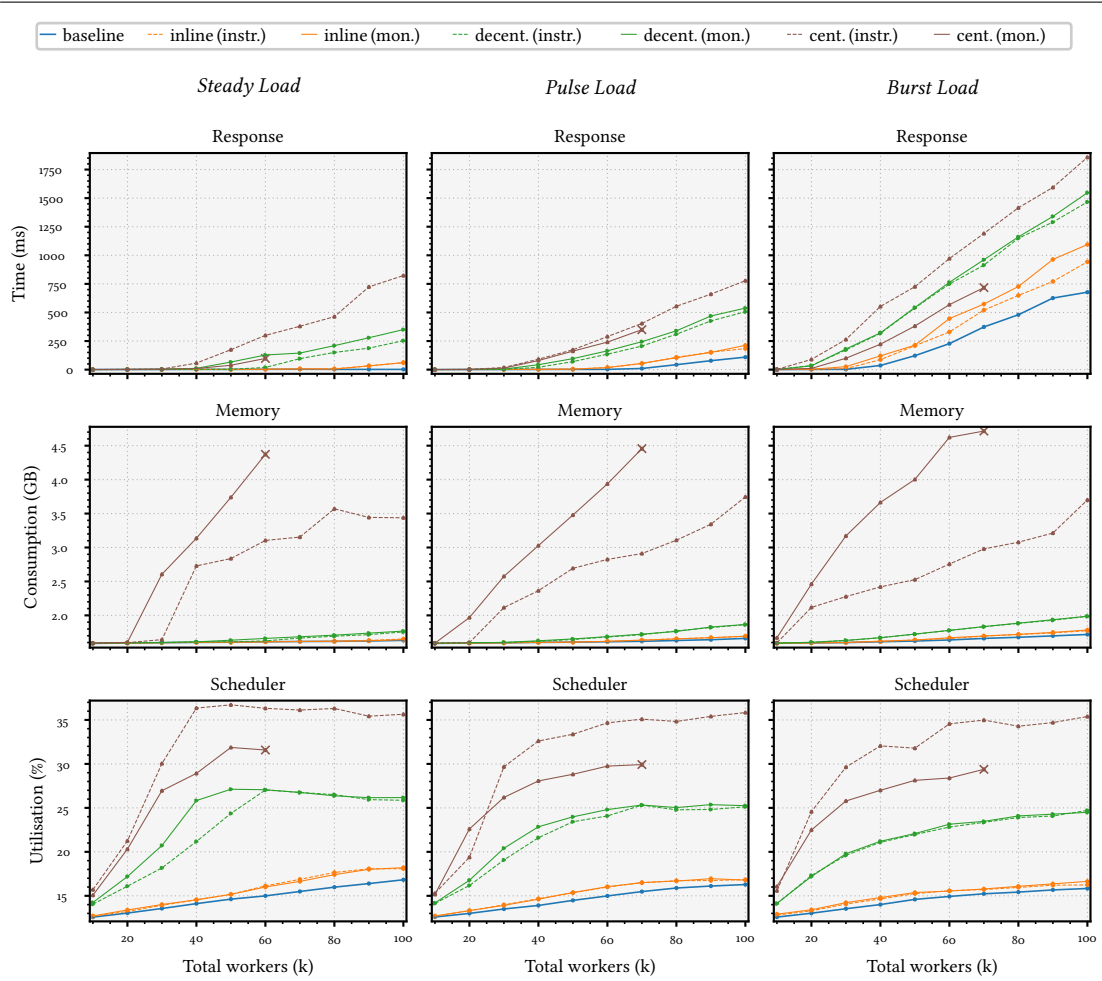 baseline inline (instr.) inline (mon.) decent. (instr.) decent. (mon.) cent. (instr.) cent. (mon.)
Steady Load Pulse Load Burst Load
Response Response Response
1750
1500
1250
1000
750
500
250
0
Time (ms)
Memory Memory Memory
4.5
4.0
3.5
3.0
2.5
2.0
Consumption (GB)
Scheduler Scheduler Scheduler
35
30
25
20
15
Utilisation (%)
20 40 60 80 100 20 40 60 80 100 20 40 60 80 100
Total workers (k) Total workers (k) Total workers (k)